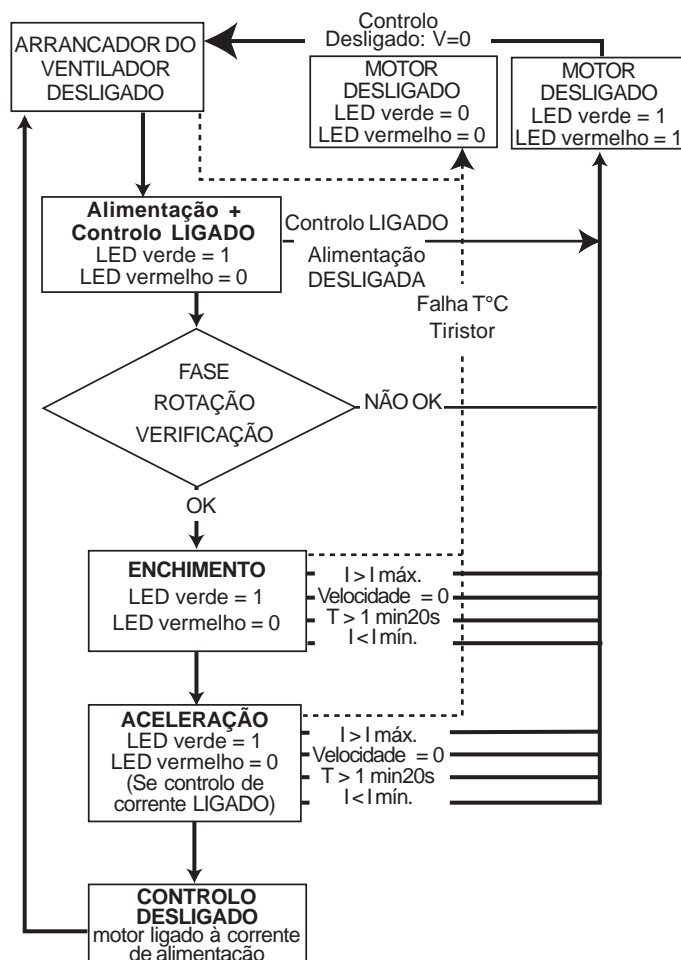 Controlo
Desligado: V=0
ARRANCADOR DO
VENTILADOR
DESLIGADO
MOTOR
DESLIGADO
LED verde = 0
LED vermelho = 0
MOTOR
DESLIGADO
LED verde = 1
LED vermelho = 1
Alimentação +
Controlo LIGADO
LED verde = 1
LED vermelho = 0
Controlo LIGADO
Alimentação
DESLIGADA
Falha T°C
Tiristor
FASE
ROTAÇÃO
VERIFICAÇÃO
NÃO OK
OK
ENCHIMENTO
LED verde = 1
LED vermelho = 0
I > I máx.
Velocidade = 0
T > 1 min20s
I < I mín.
ACELERAÇÃO
LED verde = 1
LED vermelho = 0
(Se controlo de
corrente LIGADO)
I > I máx.
Velocidade = 0
T > 1 min20s
I < I mín.
CONTROLO
DESLIGADO
motor ligado à corrente
de alimentação